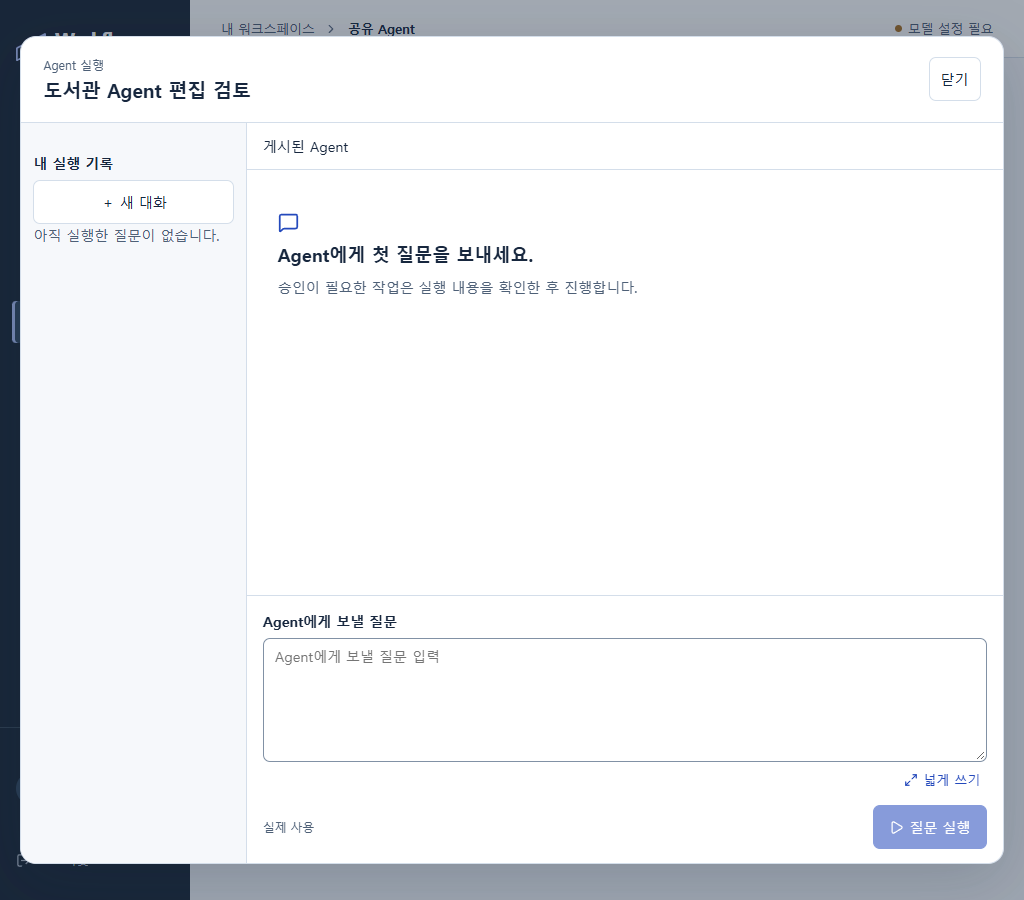 내 워크스페이스 > 공유 Agent
모델 설정 필요
Agent 실행
도서관 Agent 편집 검토
닫기
내 실행 기록
+ 새 대화
아직 실행한 질문이 없습니다.
게시된 Agent
Agent에게 첫 질문을 보내세요.
승인이 필요한 작업은 실행 내용을 확인한 후 진행합니다.
Agent에게 보낼 질문
Agent에게 보낼 질문 입력
넓게 쓰기
실제 사용
질문 실행